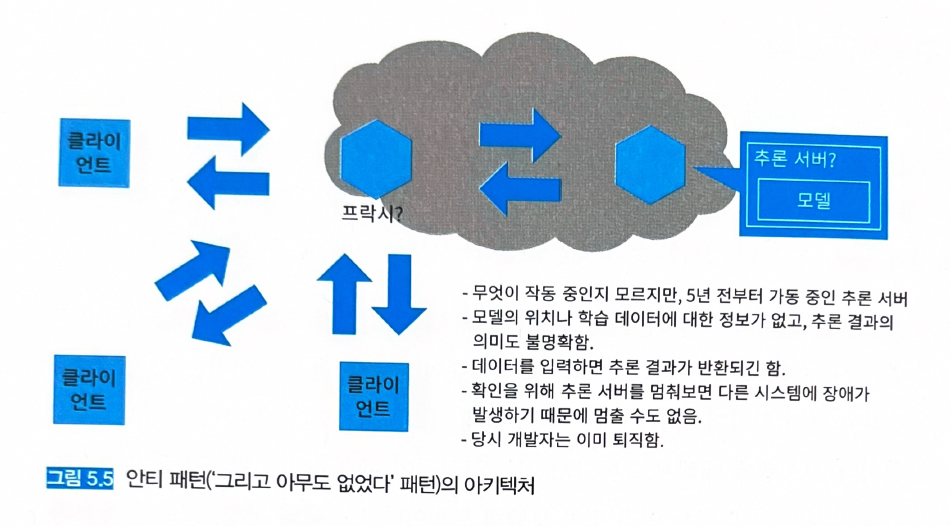 클라이
언트
프락시?
추론 서버?
모델
클라이
언트
클라이
언트
- 무엇이 작동 중인지 모르지만, 5년 전부터 가동 중인 추론 서버
- 모델의 위치나 학습 데이터에 대한 정보가 없고, 추론 결과의
의미도 불명확함.
- 데이터를 입력하면 추론 결과가 반환되긴 함.
- 확인을 위해 추론 서버를 멈춰보면 다른 시스템에 장애가
발생하기 때문에 멈출 수도 없음.
- 당시 개발자는 이미 퇴직함.
그림 5.5 안티 패턴('그리고 아무도 없었다' 패턴)의 아키텍처